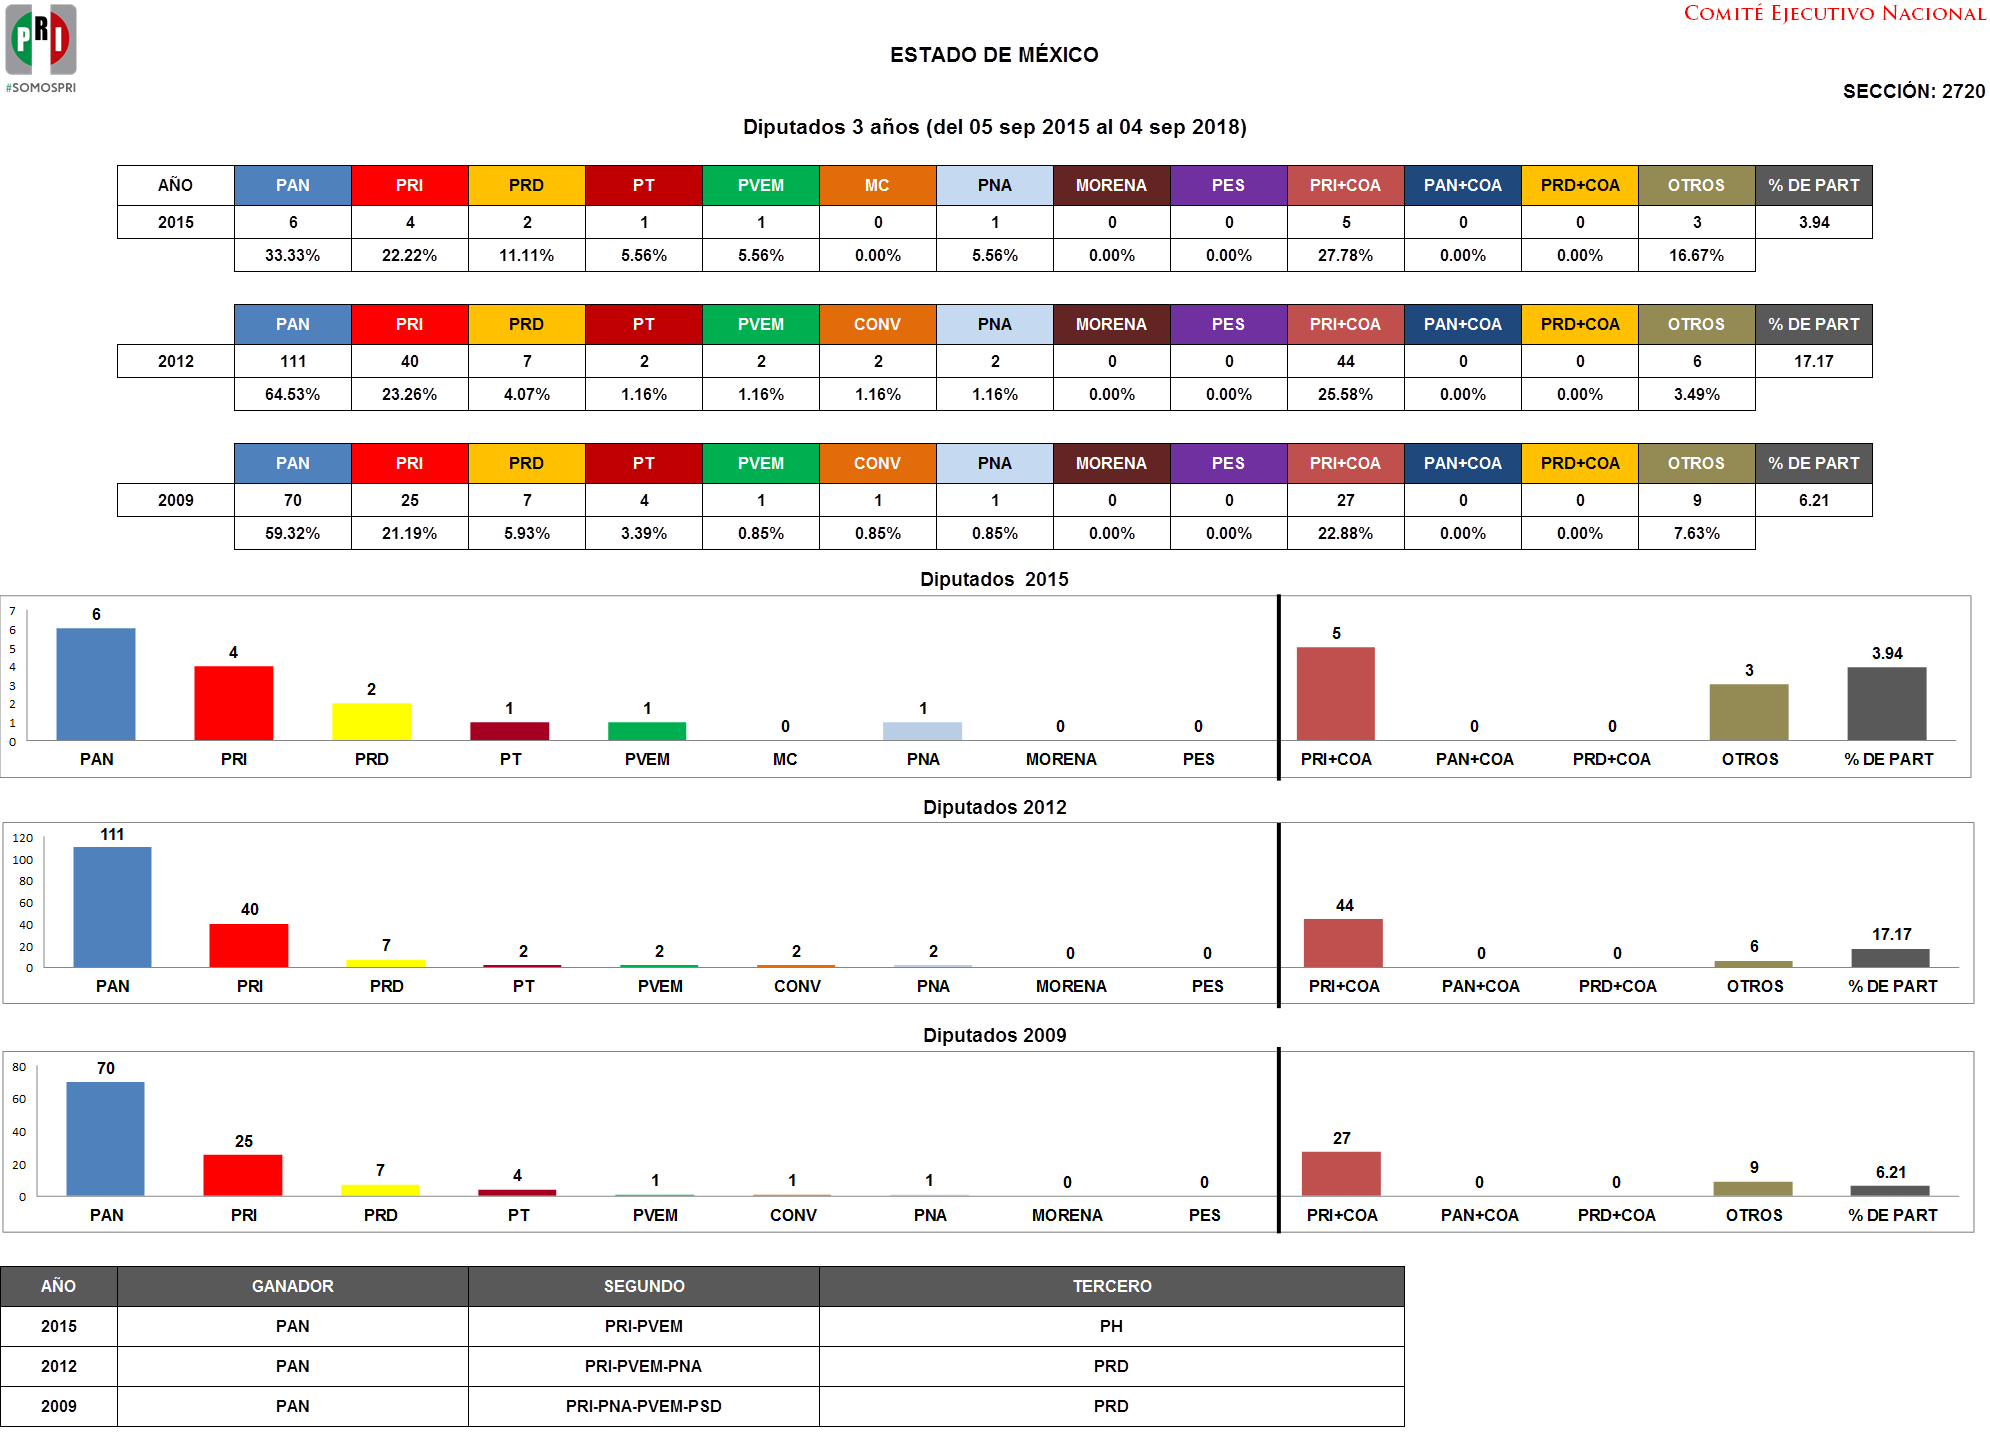 PRI
#SOMOSPRI
COMITÉ EJECUTIVO NACIONAL
ESTADO DE MÉXICO
SECCIÓN: 2720
Diputados 3 años (del 05 sep 2015 al 04 sep 2018)
AÑO PAN PRI PRD PT PVEM MC PNA MORENA PES PRI+COA PAN+COA PRD+COA OTROS % DE PART
2015 6 4 2 1 1 0 1 0 0 5 0 0 3 3.94
33.33% 22.22% 11.11% 5.56% 5.56% 0.00% 5.56% 0.00% 0.00% 27.78% 0.00% 0.00% 16.67%
PAN PRI PRD PT PVEM CONV PNA MORENA PES PRI+COA PAN+COA PRD+COA OTROS % DE PART
2012 111 40 7 2 2 2 2 0 0 44 0 0 6 17.17
64.53% 23.26% 4.07% 1.16% 1.16% 1.16% 1.16% 0.00% 0.00% 25.58% 0.00% 0.00% 3.49%
PAN PRI PRD PT PVEM CONV PNA MORENA PES PRI+COA PAN+COA PRD+COA OTROS % DE PART
2009 70 25 7 4 1 1 1 0 0 27 0 0 9 6.21
59.32% 21.19% 5.93% 3.39% 0.85% 0.85% 0.85% 0.00% 0.00% 22.88% 0.00% 0.00% 7.63%
Diputados 2015
7
6
5
4
3
2
1
0
6 4 2 1 1 0 1 0 0 5 0 0 3 3.94
PAN PRI PRD PT PVEM MC PNA MORENA PES PRI+COA PAN+COA PRD+COA OTROS % DE PART
Diputados 2012
120
100
80
60
40
20
0
111 40 7 2 2 2 2 0 0 44 0 0 6 17.17
PAN PRI PRD PT PVEM CONV PNA MORENA PES PRI+COA PAN+COA PRD+COA OTROS % DE PART
Diputados 2009
80
60
40
20
0
70 25 7 4 1 1 1 0 0 27 0 0 9 6.21
PAN PRI PRD PT PVEM CONV PNA MORENA PES PRI+COA PAN+COA PRD+COA OTROS % DE PART
AÑO GANADOR SEGUNDO TERCERO
2015 PAN PRI-PVEM PH
2012 PAN PRI-PVEM-PNA PRD
2009 PAN PRI-PNA-PVEM-PSD PRD